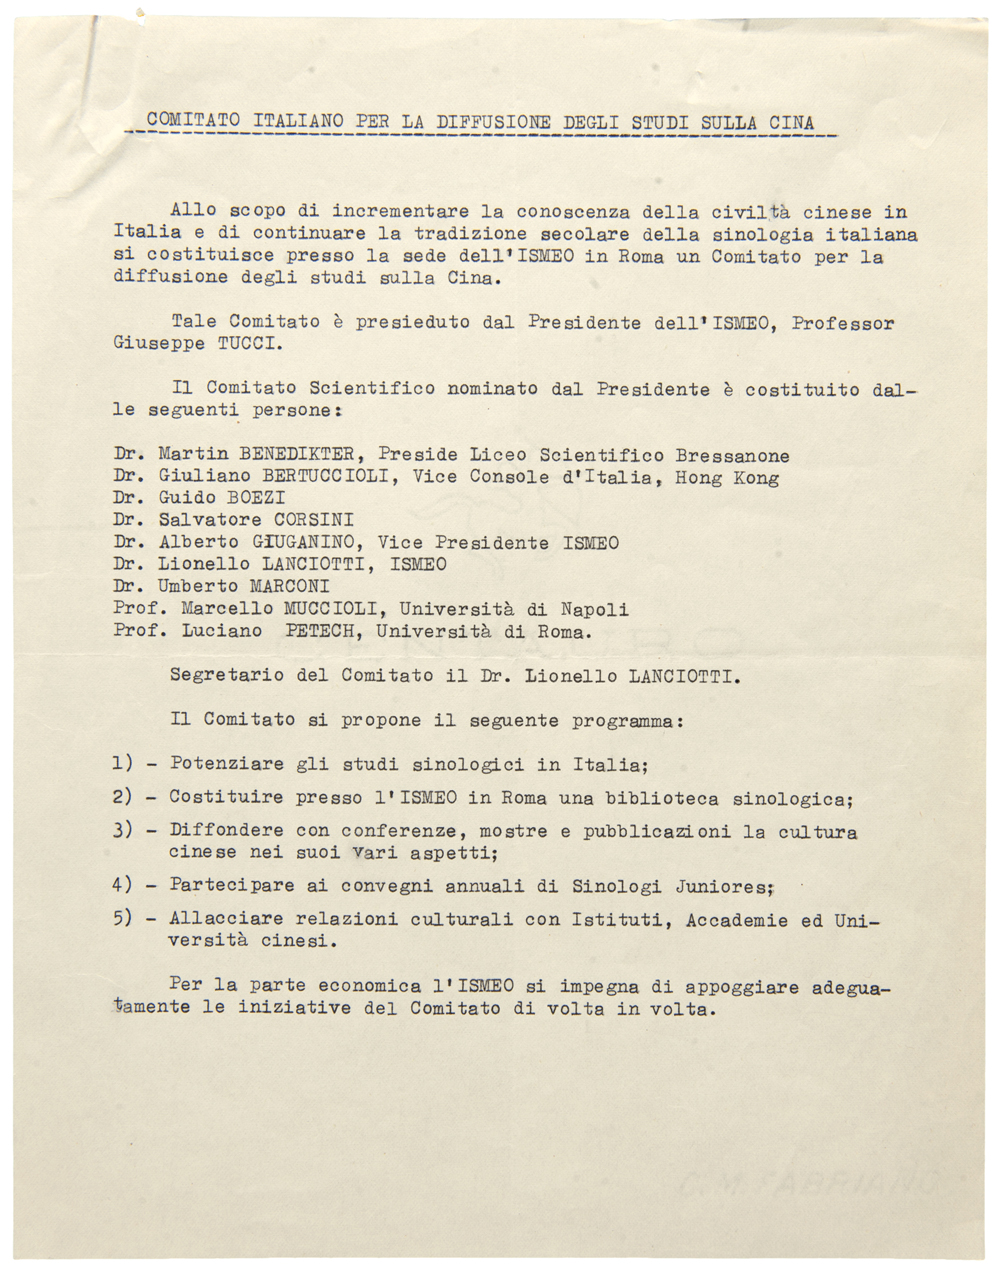 COMITATO ITALIANO PER LA DIFFUSIONE DEGLI STUDI SULLA CINA
Allo scopo di incrementare la conoscenza della civiltà cinese in
Italia e di continuare la tradizione secolare della sinologia italiana
si costituisce presso la sede dell'ISMEO in Roma un Comitato per la
diffusione degli studi sulla Cina.
Tale Comitato è presieduto dal Presidente dell'ISMEO, Professor
Giuseppe TUCCI.
Il Comitato Scientifico nominato dal Presidente è costituito dal-
le seguenti persone:
Dr. Martin BENEDIKTER, Preside Liceo Scientifico Bressanone
Dr. Giuliano BERTUCCIOLI, Vice Console d'Italia, Hong Kong
Dr. Guido BOEZI
Dr. Salvatore CORSINI
Dr. Alberto GIUGANINO, Vice Presidente ISMEO
Dr. Lionello LANCIOTTI, ISMEO
Dr. Umberto MARCONI
Prof. Marcello MUCCIOLI, Università di Napoli
Prof. Luciano PETECH, Università di Roma.
Segretario del Comitato il Dr. Lionello LANCIOTTI.
Il Comitato si propone il seguente programma:
1) - Potenziare gli studi sinologici in Italia;
2) - Costituire presso l'ISMEO in Roma una biblioteca sinologica;
3) - Diffondere con conferenze, mostre e pubblicazioni la cultura
cinese nei suoi vari aspetti;
4) - Partecipare ai convegni annuali di Sinologi Juniores;
5) - Allacciare relazioni culturali con Istituti, Accademie ed Uni-
versità cinesi.
Per la parte economica l'ISMEO si impegna di appoggiare adegua-
tamente le iniziative del Comitato di volta in volta.